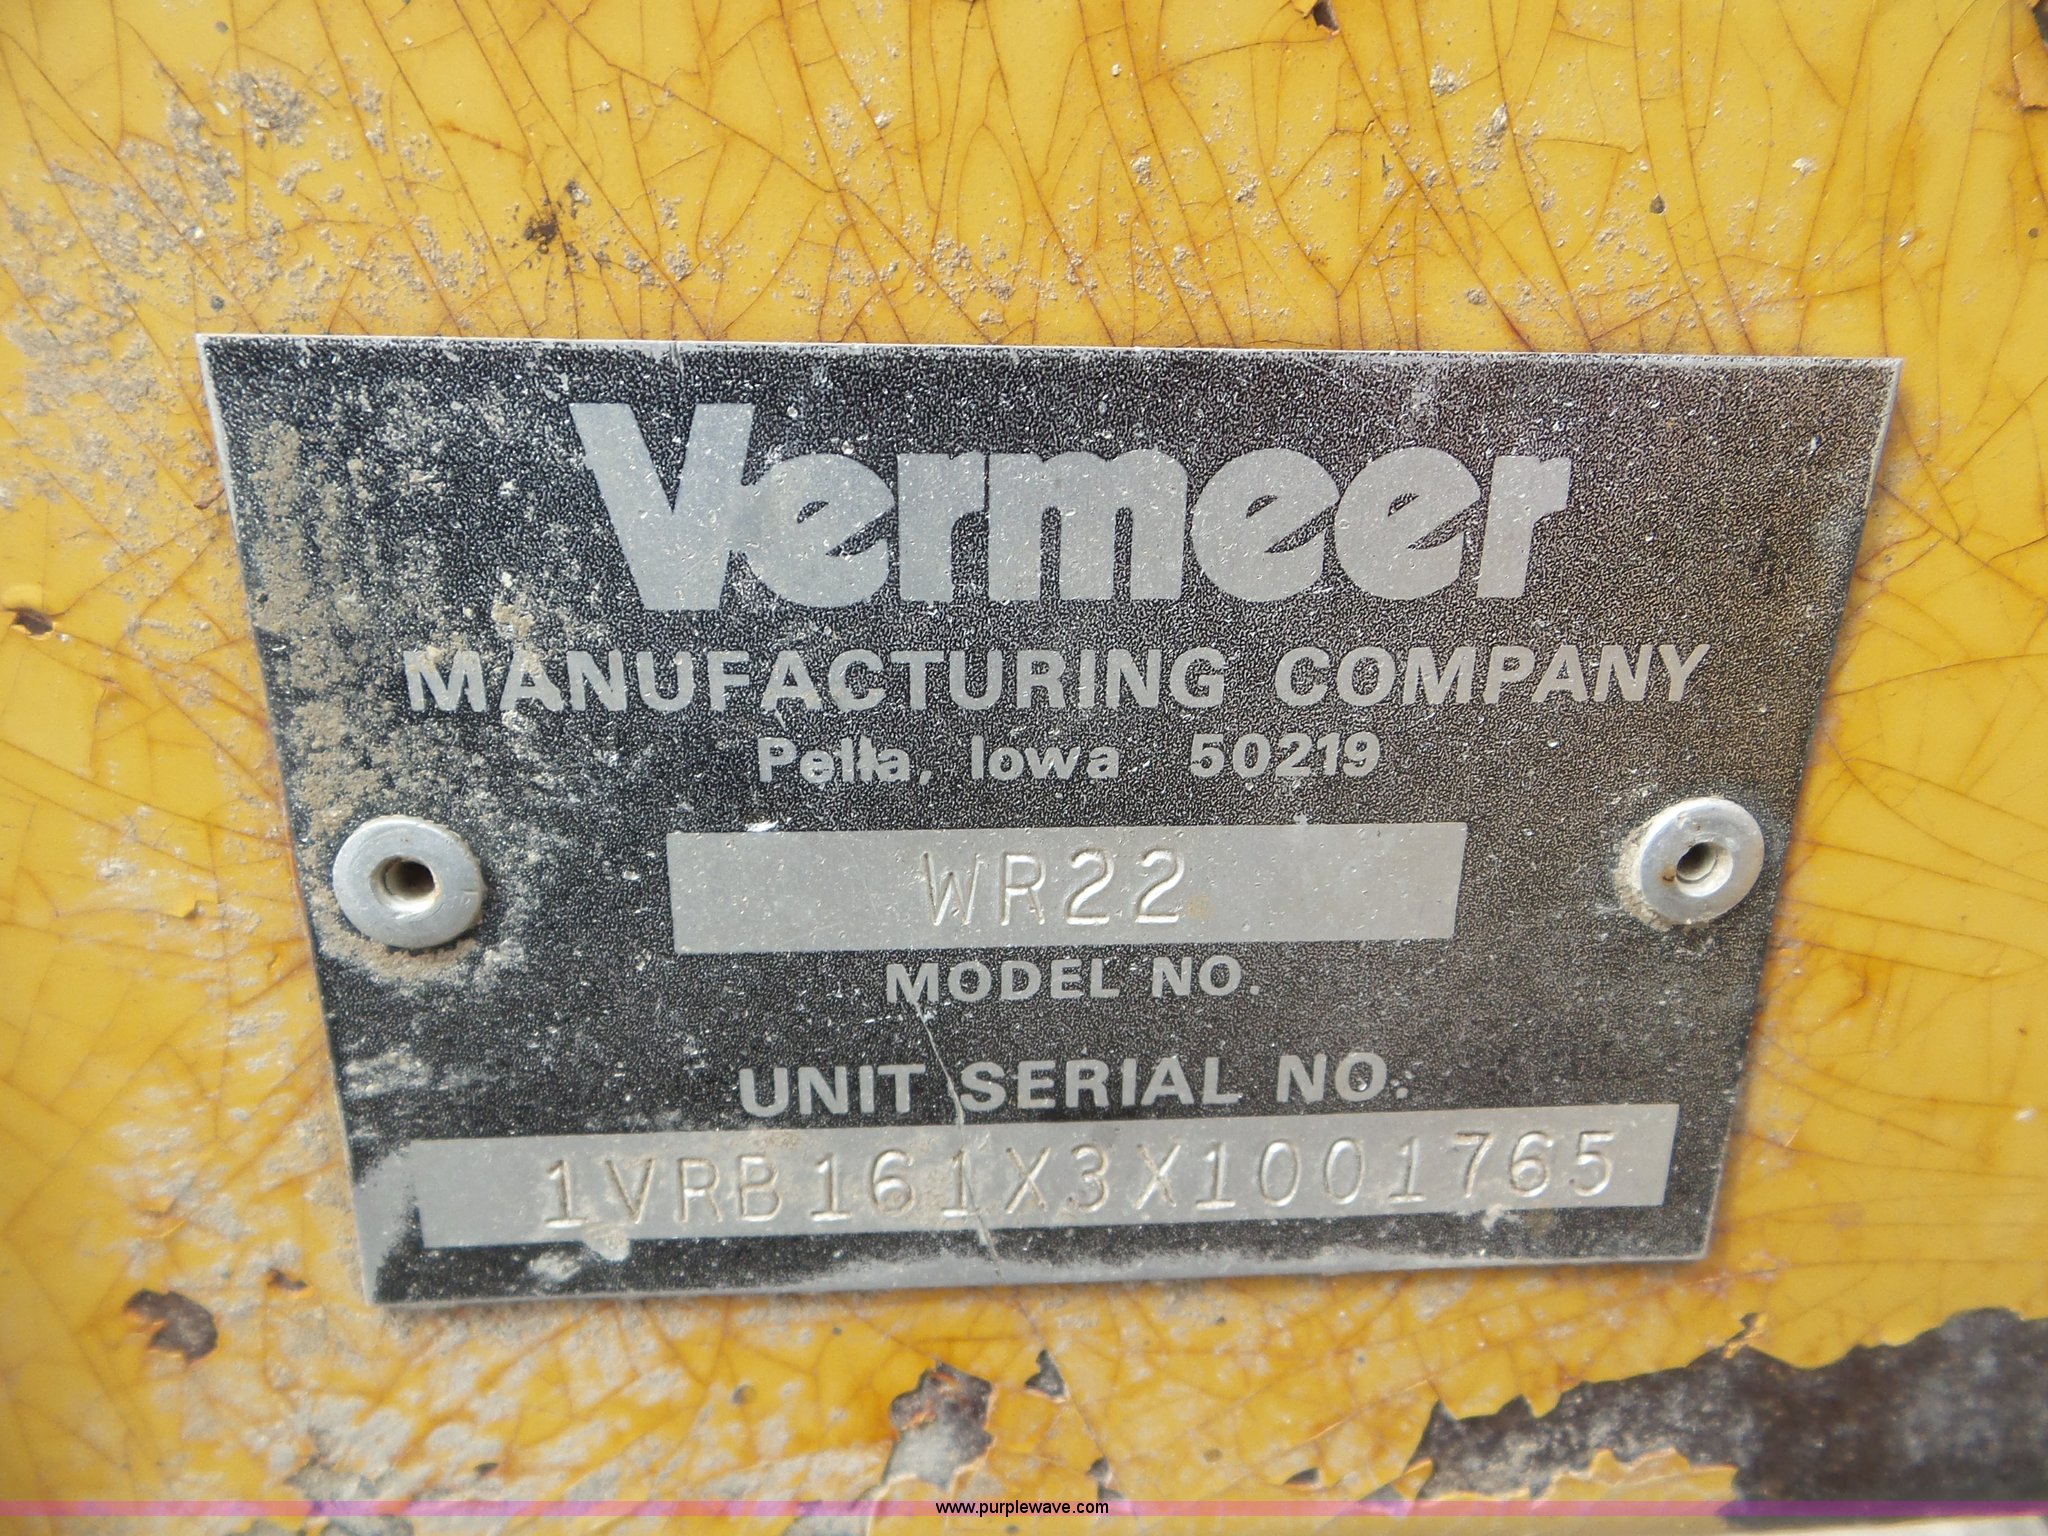 Vermeer
MANUFACTURING COMPANY
Pella, Iowa 50219
WR22
MODEL NO.
UNIT SERIAL NO.
1VRB161X3X1001765
www.purplewave.com